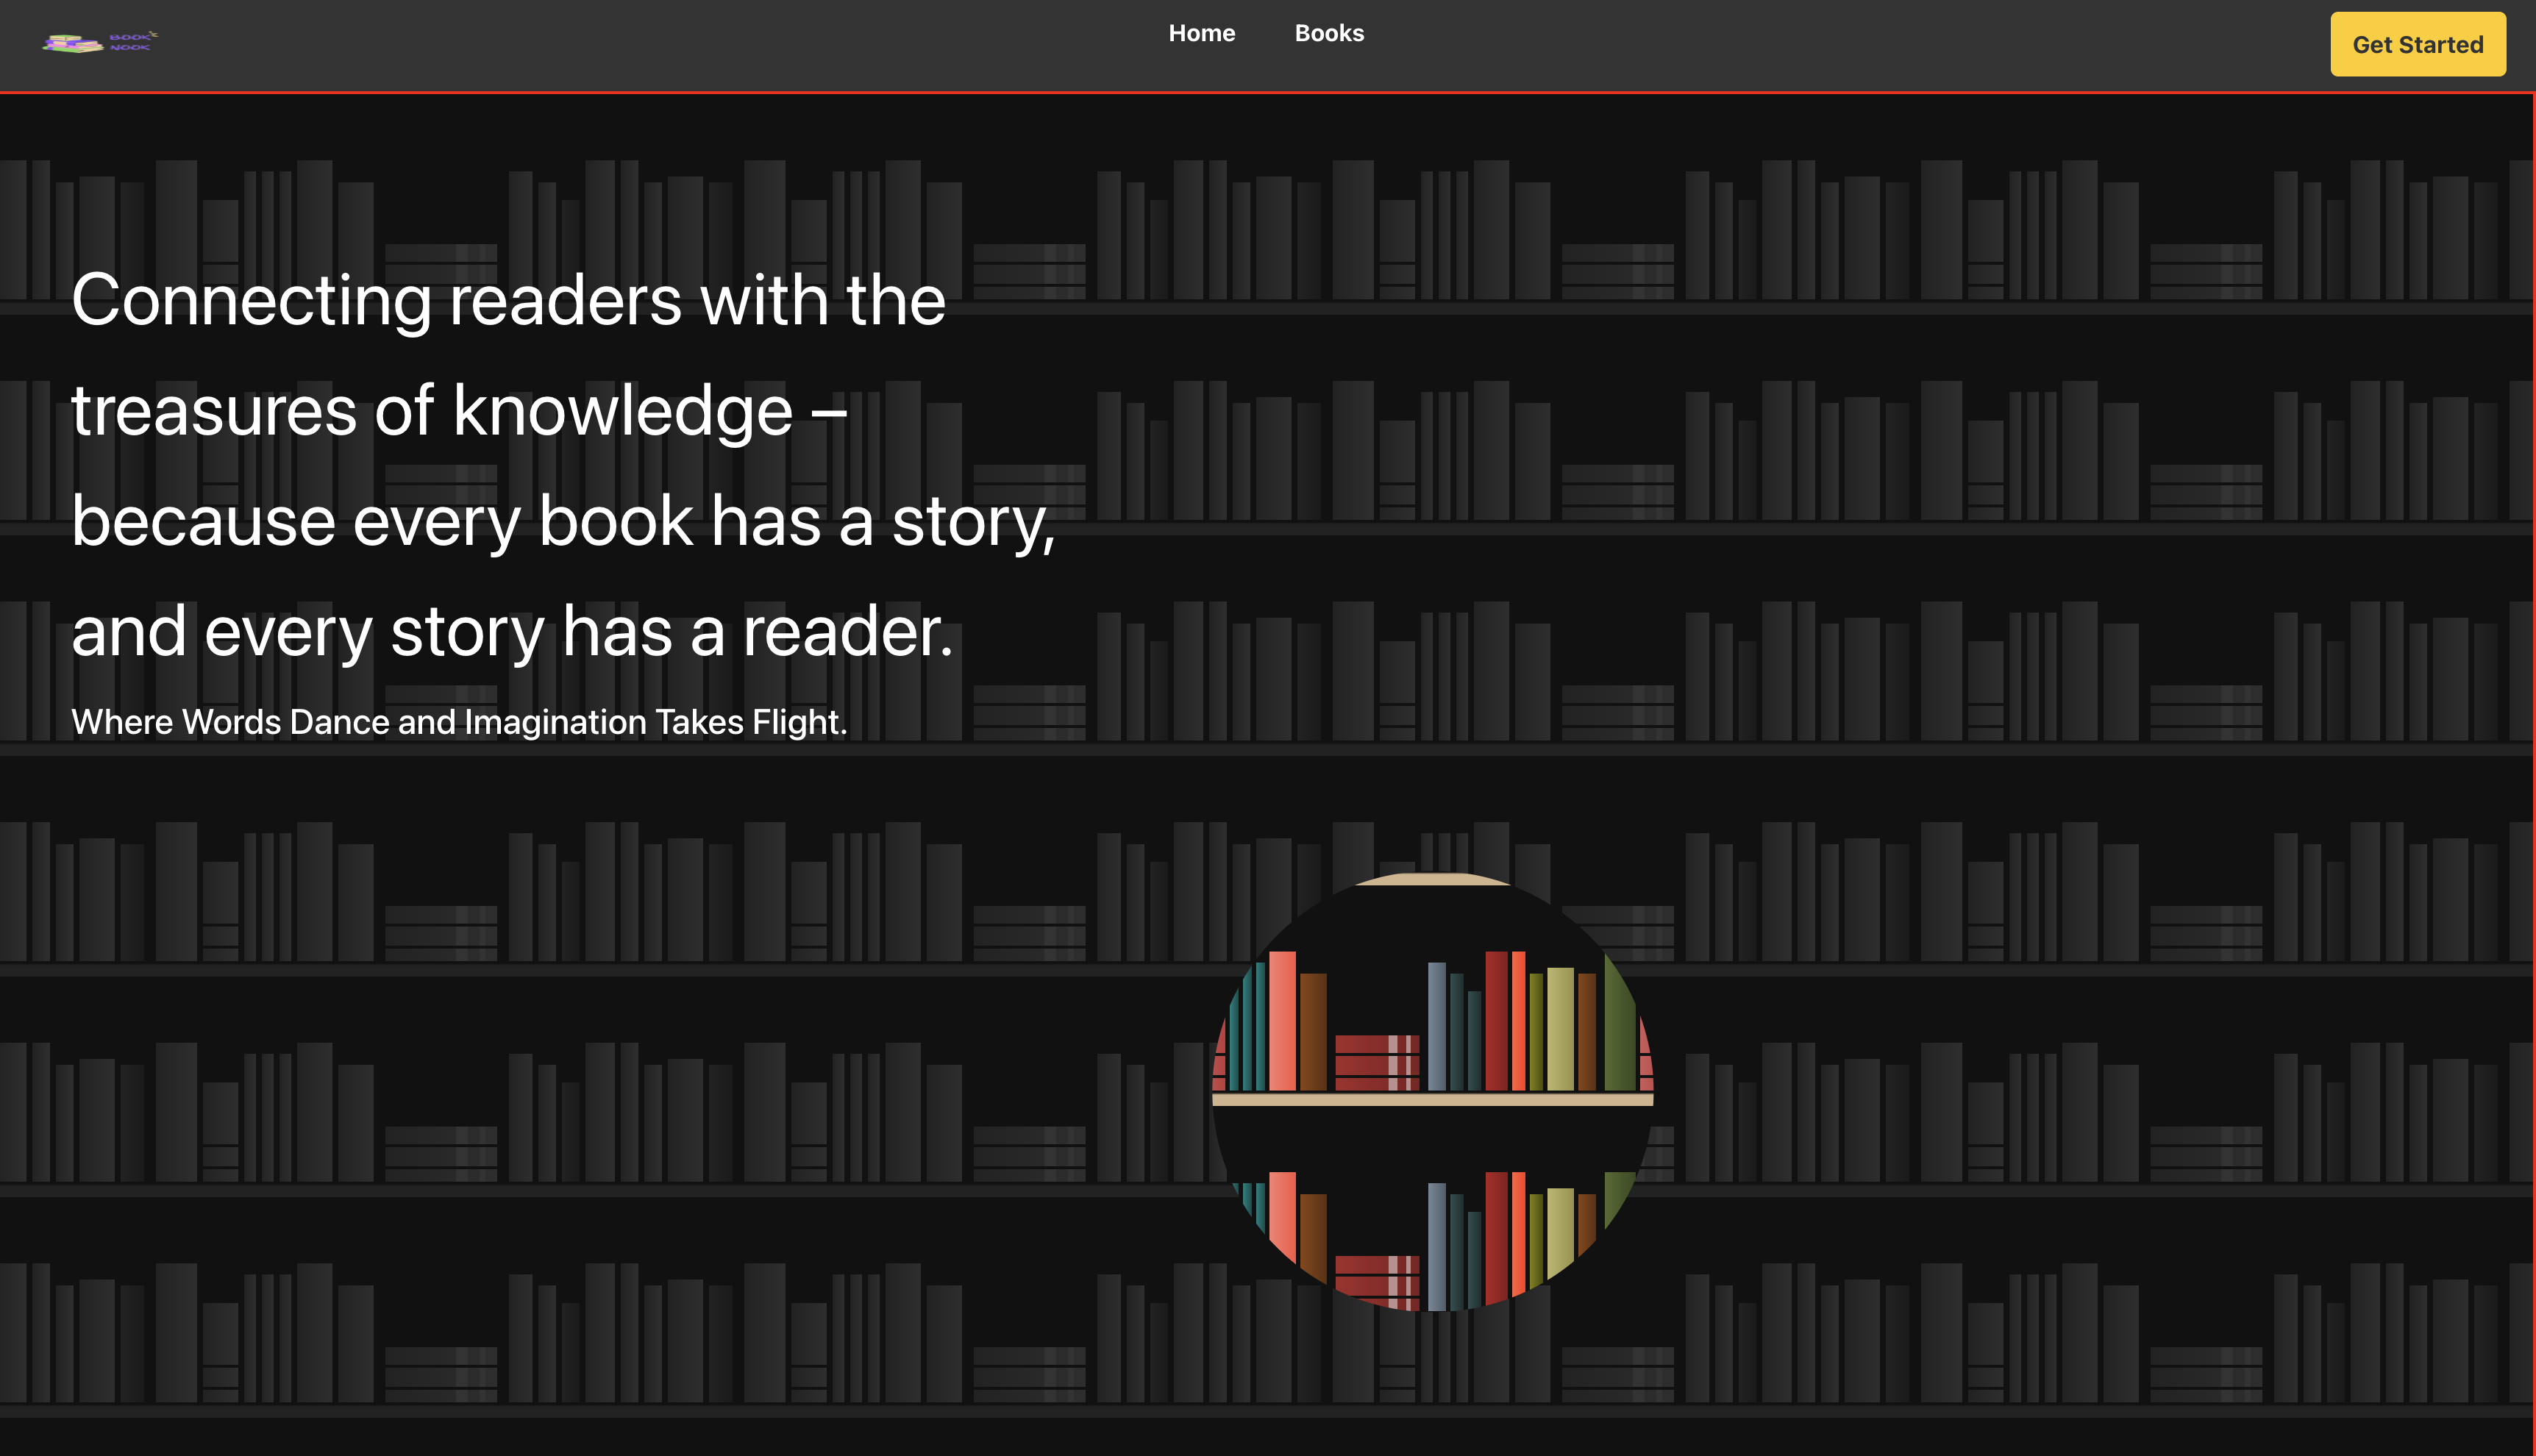 BOOK
NOOK
Home
Books
Get Started
Connecting readers with the
treasures of knowledge –
because every book has a story,
and every story has a reader.
Where Words Dance and Imagination Takes Flight.